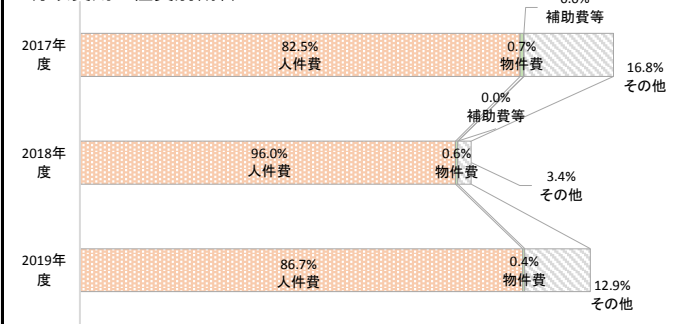 補助費等
2017年度
82.5%
人件費
0.7%
物件費
16.8%
その他
0.0%
補助費等
2018年度
96.0%
人件費
0.6%
物件費
3.4%
その他
2019年度
86.7%
人件費
0.4%
物件費
12.9%
その他